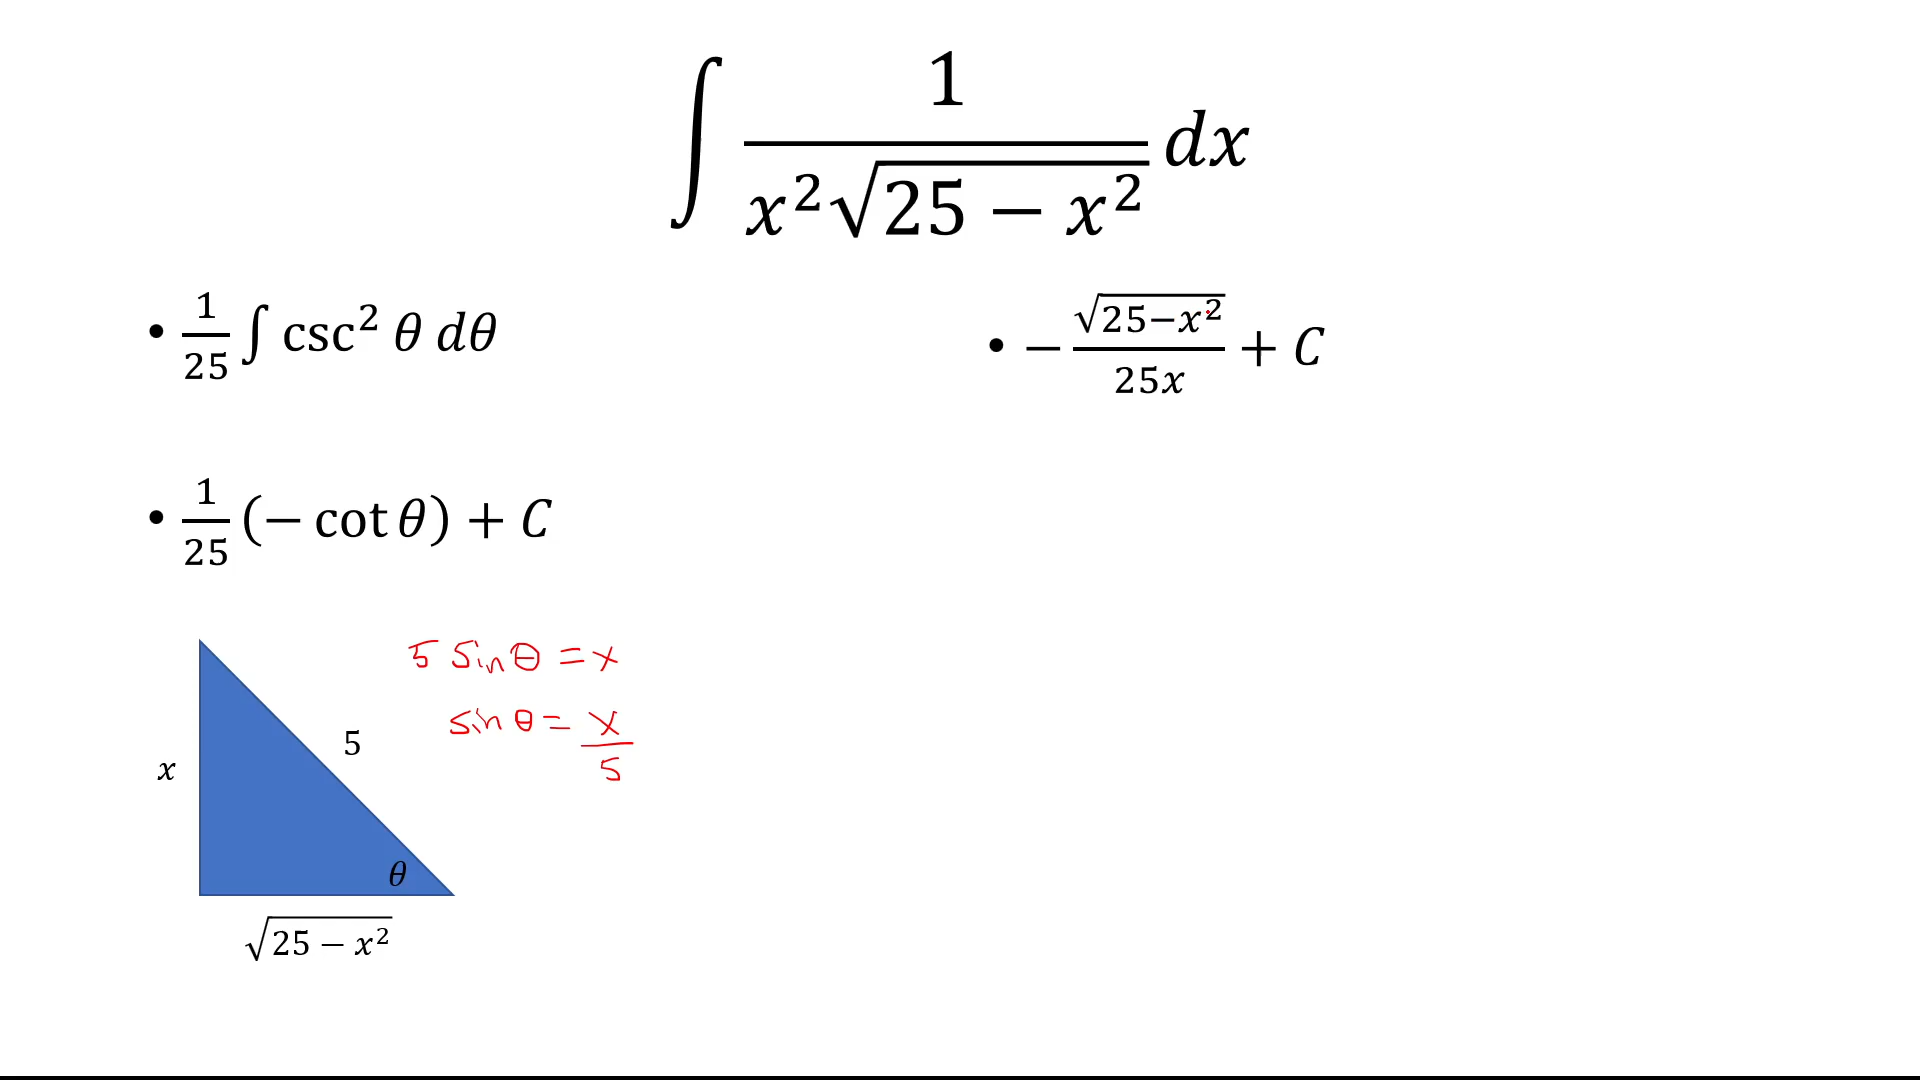 ∫ 1/(x²√(25 − x²)) dx
• 1/25 ∫ csc² θ dθ
• 1/25 (− cot θ) + C
5 sin θ = x
sin θ = x/5
5
x
θ
√(25 − x²)
• − √(25−x²)/(25x) + C